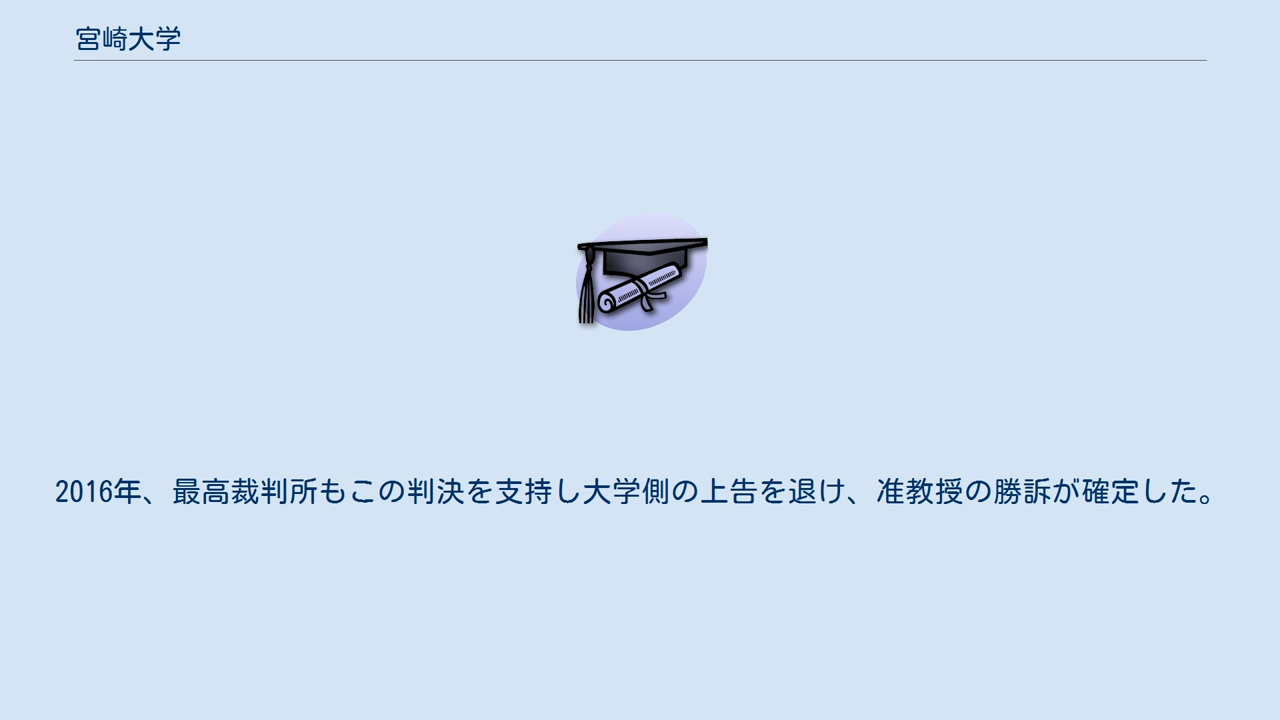 宮崎大学
2016年、最高裁判所もこの判決を支持し大学側の上告を退け、准教授の勝訴が確定した。